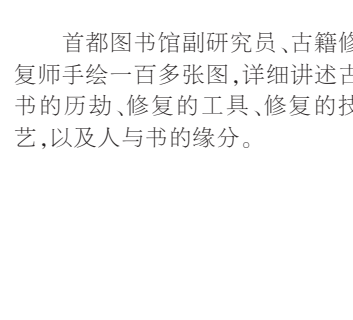 首都图书馆副研究员、古籍修
复师手绘一百多张图,详细讲述古
书的历劫、修复的工具、修复的技
艺,以及人与书的缘分。